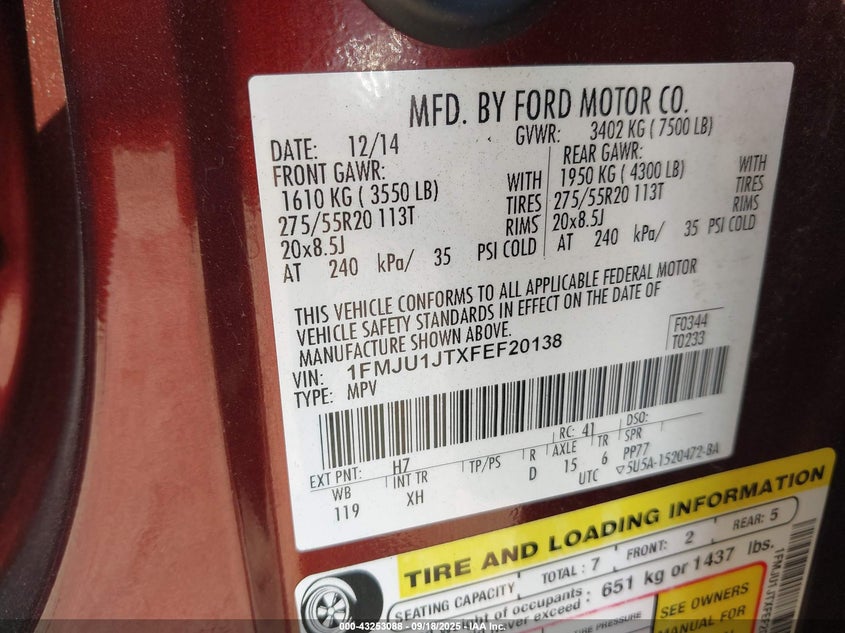 MFD. BY FORD MOTOR CO.
DATE: 12/14
GVWR: 3402 KG ( 7500 LB)
FRONT GAWR:
REAR GAWR:
1610 KG ( 3550 LB) WITH
1950 KG ( 4300 LB) WITH
275/55R20 113T TIRES
275/55R20 113T TIRES
20x8.5J RIMS
20x8.5J RIMS
AT 240 kPa/ 35 PSI COLD
AT 240 kPa/ 35 PSI COLD
THIS VEHICLE CONFORMS TO ALL APPLICABLE FEDERAL MOTOR
VEHICLE SAFETY STANDARDS IN EFFECT ON THE DATE OF
MANUFACTURE SHOWN ABOVE.
F0344
T0233
VIN: 1FMJU1JTXFEF20138
TYPE: MPV
EXT PNT: H7 RC: 41 DSO:
WB INT TR TP/PS R AXLE TR SPR
119 XH D 15 6 PP77
UTC ▽5U5A-1520472-BA
TIRE AND LOADING INFORMATION
SEATING CAPACITY TOTAL : 7 FRONT: 2 REAR: 5
of occupants
exceed : 651 kg or 1437 lbs.
PRESSURE
SEE OWNERS
MANUAL FOR
000-43253088 - 09/18/2025 - IAA Inc.